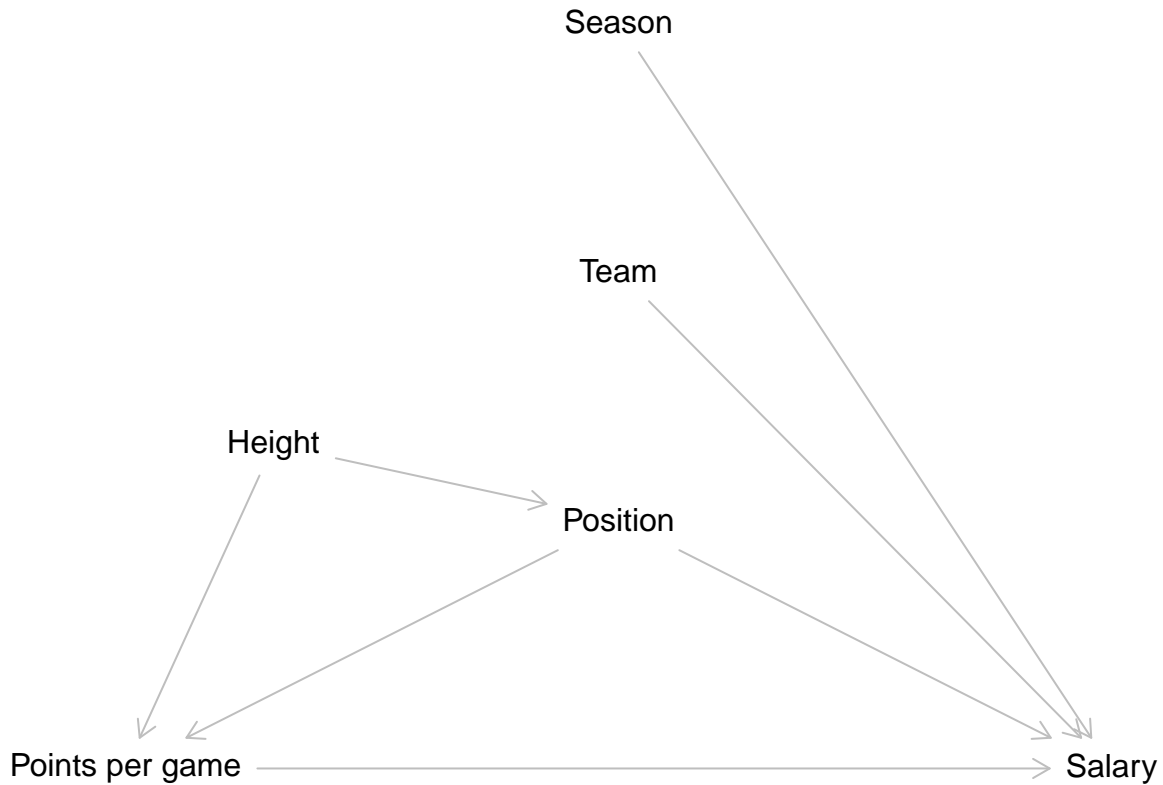 Season
Team
Height
Position
Points per game
Salary